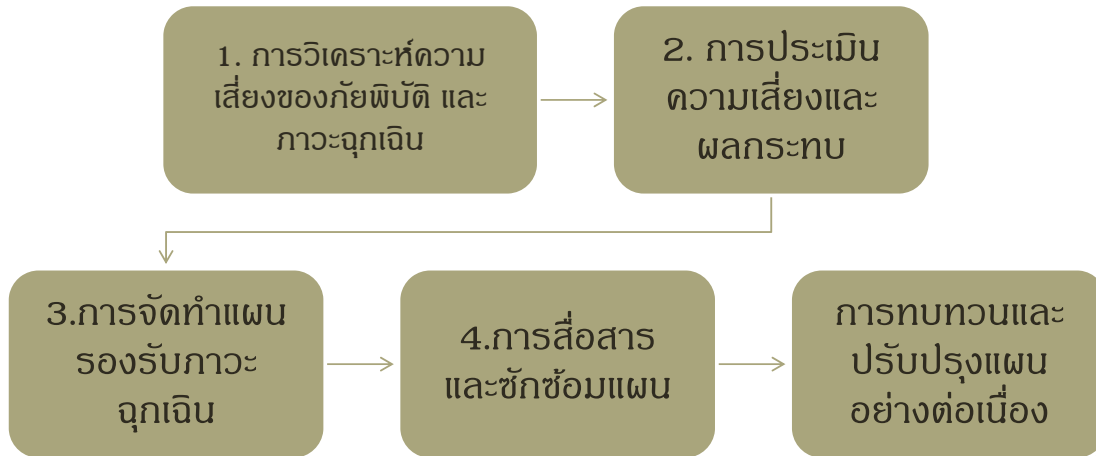 1. การวิเคราะห์ความ
เสี่ยงของภัยพิบัติ และ
ภาวะฉุกเฉิน
2. การประเมิน
ความเสี่ยงและ
ผลกระทบ
3.การจัดทำแผน
รองรับภาวะ
ฉุกเฉิน
4.การสื่อสาร
และซักซ้อมแผน
การทบทวนและ
ปรับปรุงแผน
อย่างต่อเนื่อง